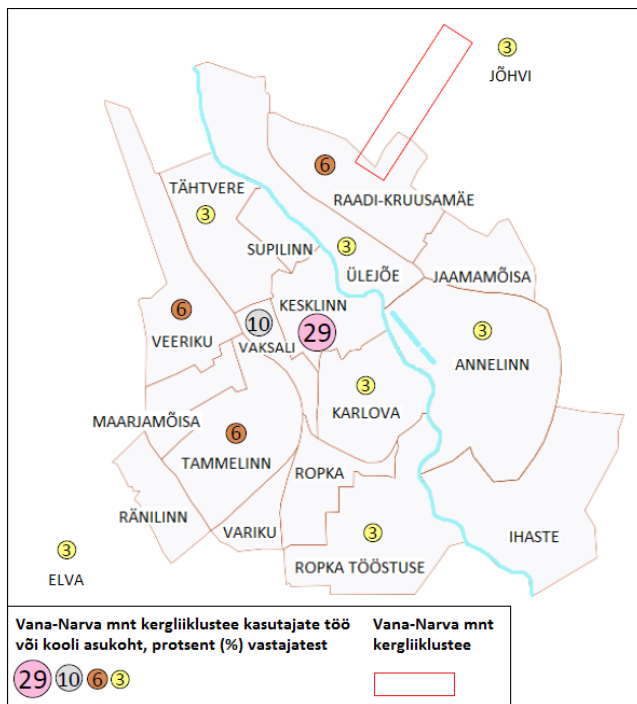 3
JÕHVI
6
TÄHTVERE
RAADI-KRUUSAMÄE
3
SUPILINN
3
ÜLEJÕE
JAAMAMÕISA
KESKLINN
6
10
29
3
VEERIKU
VAKSALI
ANNELINN
3
KARLOVA
MAARJAMÕISA
6
TAMMELINN
ROPKA
RÄNILINN
VARIKU
3
IHASTE
3
ROPKA TÖÖSTUSE
ELVA
Vana-Narva mnt kergliiklustee kasutajate töö
või kooli asukoht, protsent (%) vastajatest
29 10 6 3
Vana-Narva mnt
kergliiklustee